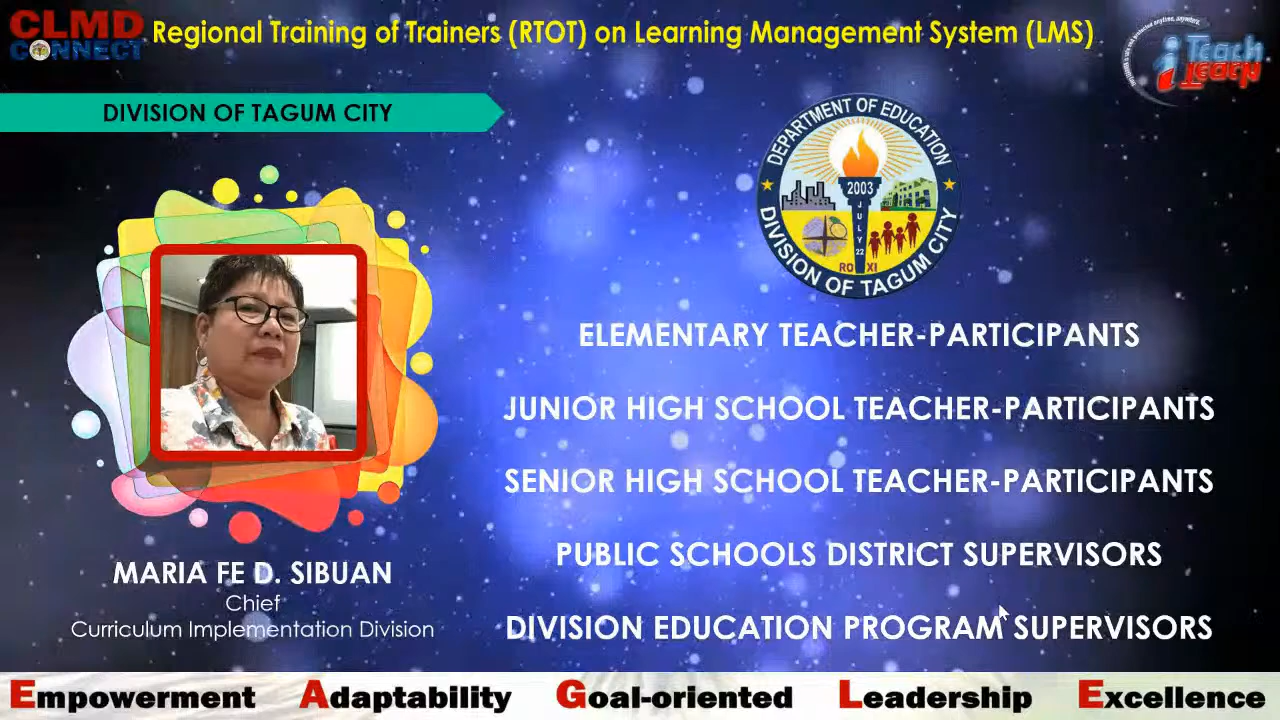 CLMD
CONNECT
Regional Training of Trainers (RTOT) on Learning Management System (LMS)
iTeach
iLearn
DIVISION OF TAGUM CITY
DEPARTMENT OF EDUCATION
2003
JULY
22
RO XI
DIVISION OF TAGUM CITY
ELEMENTARY TEACHER-PARTICIPANTS
JUNIOR HIGH SCHOOL TEACHER-PARTICIPANTS
SENIOR HIGH SCHOOL TEACHER-PARTICIPANTS
PUBLIC SCHOOLS DISTRICT SUPERVISORS
DIVISION EDUCATION PROGRAM SUPERVISORS
MARIA FE D. SIBUAN
Chief
Curriculum Implementation Division
Empowerment Adaptability Goal-oriented Leadership Excellence